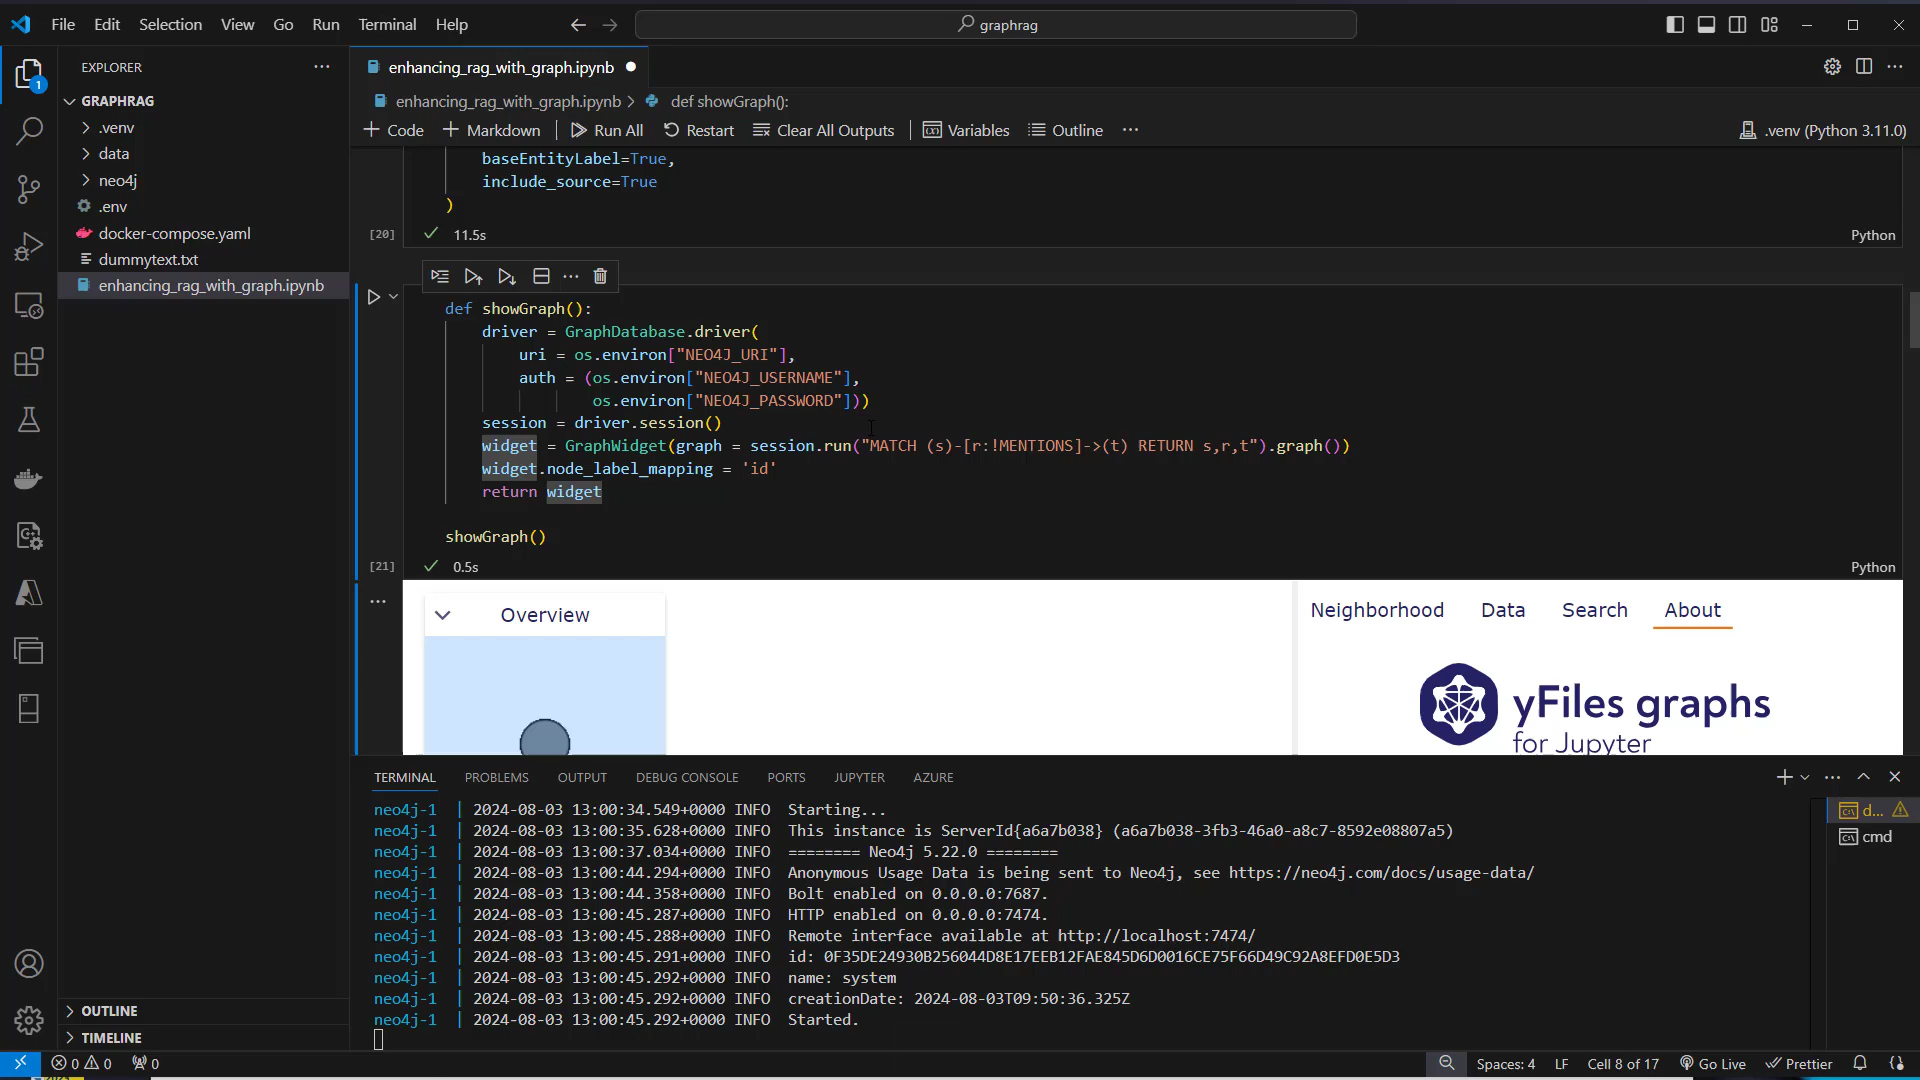 File Edit Selection View Go Run Terminal Help
graphrag
EXPLORER
enhancing_rag_with_graph.ipynb
GRAPHRAG
enhancing_rag_with_graph.ipynb > def showGraph():
.venv
+ Code + Markdown | Run All Restart Clear All Outputs | Variables Outline ...
.venv (Python 3.11.0)
data
neo4j
.env
docker-compose.yaml
dummytext.txt
enhancing_rag_with_graph.ipynb
1
baseEntityLabel=True,
include_source=True
)
[20] 11.5s
Python
def showGraph():
driver = GraphDatabase.driver(
uri = os.environ["NEO4J_URI"],
auth = (os.environ["NEO4J_USERNAME"],
os.environ["NEO4J_PASSWORD"]))
session = driver.session()
widget = GraphWidget(graph = session.run("MATCH (s)-[r:!MENTIONS]->(t) RETURN s,r,t").graph())
widget.node_label_mapping = 'id'
return widget
showGraph()
[21] 0.5s
Python
Overview
Neighborhood Data Search About
yFiles graphs
for Jupyter
TERMINAL PROBLEMS OUTPUT DEBUG CONSOLE PORTS JUPYTER AZURE
neo4j-1 | 2024-08-03 13:00:34.549+0000 INFO Starting...
neo4j-1 | 2024-08-03 13:00:35.628+0000 INFO This instance is ServerId{a6a7b038} (a6a7b038-3fb3-46a0-a8c7-8592e08807a5)
neo4j-1 | 2024-08-03 13:00:37.034+0000 INFO ======== Neo4j 5.22.0 ========
neo4j-1 | 2024-08-03 13:00:44.294+0000 INFO Anonymous Usage Data is being sent to Neo4j, see https://neo4j.com/docs/usage-data/
neo4j-1 | 2024-08-03 13:00:44.358+0000 INFO Bolt enabled on 0.0.0.0:7687.
neo4j-1 | 2024-08-03 13:00:45.287+0000 INFO HTTP enabled on 0.0.0.0:7474.
neo4j-1 | 2024-08-03 13:00:45.288+0000 INFO Remote interface available at http://localhost:7474/
neo4j-1 | 2024-08-03 13:00:45.291+0000 INFO id: 0F35DE24930B256044D8E17EEB12FAE845D6D0016CE75F66D49C92A8EFD0E5D3
neo4j-1 | 2024-08-03 13:00:45.292+0000 INFO name: system
neo4j-1 | 2024-08-03 13:00:45.292+0000 INFO creationDate: 2024-08-03T09:50:36.325Z
neo4j-1 | 2024-08-03 13:00:45.292+0000 INFO Started.
d...
cmd
OUTLINE
TIMELINE
0 0 0
Spaces: 4 LF Cell 8 of 17 Go Live Prettier